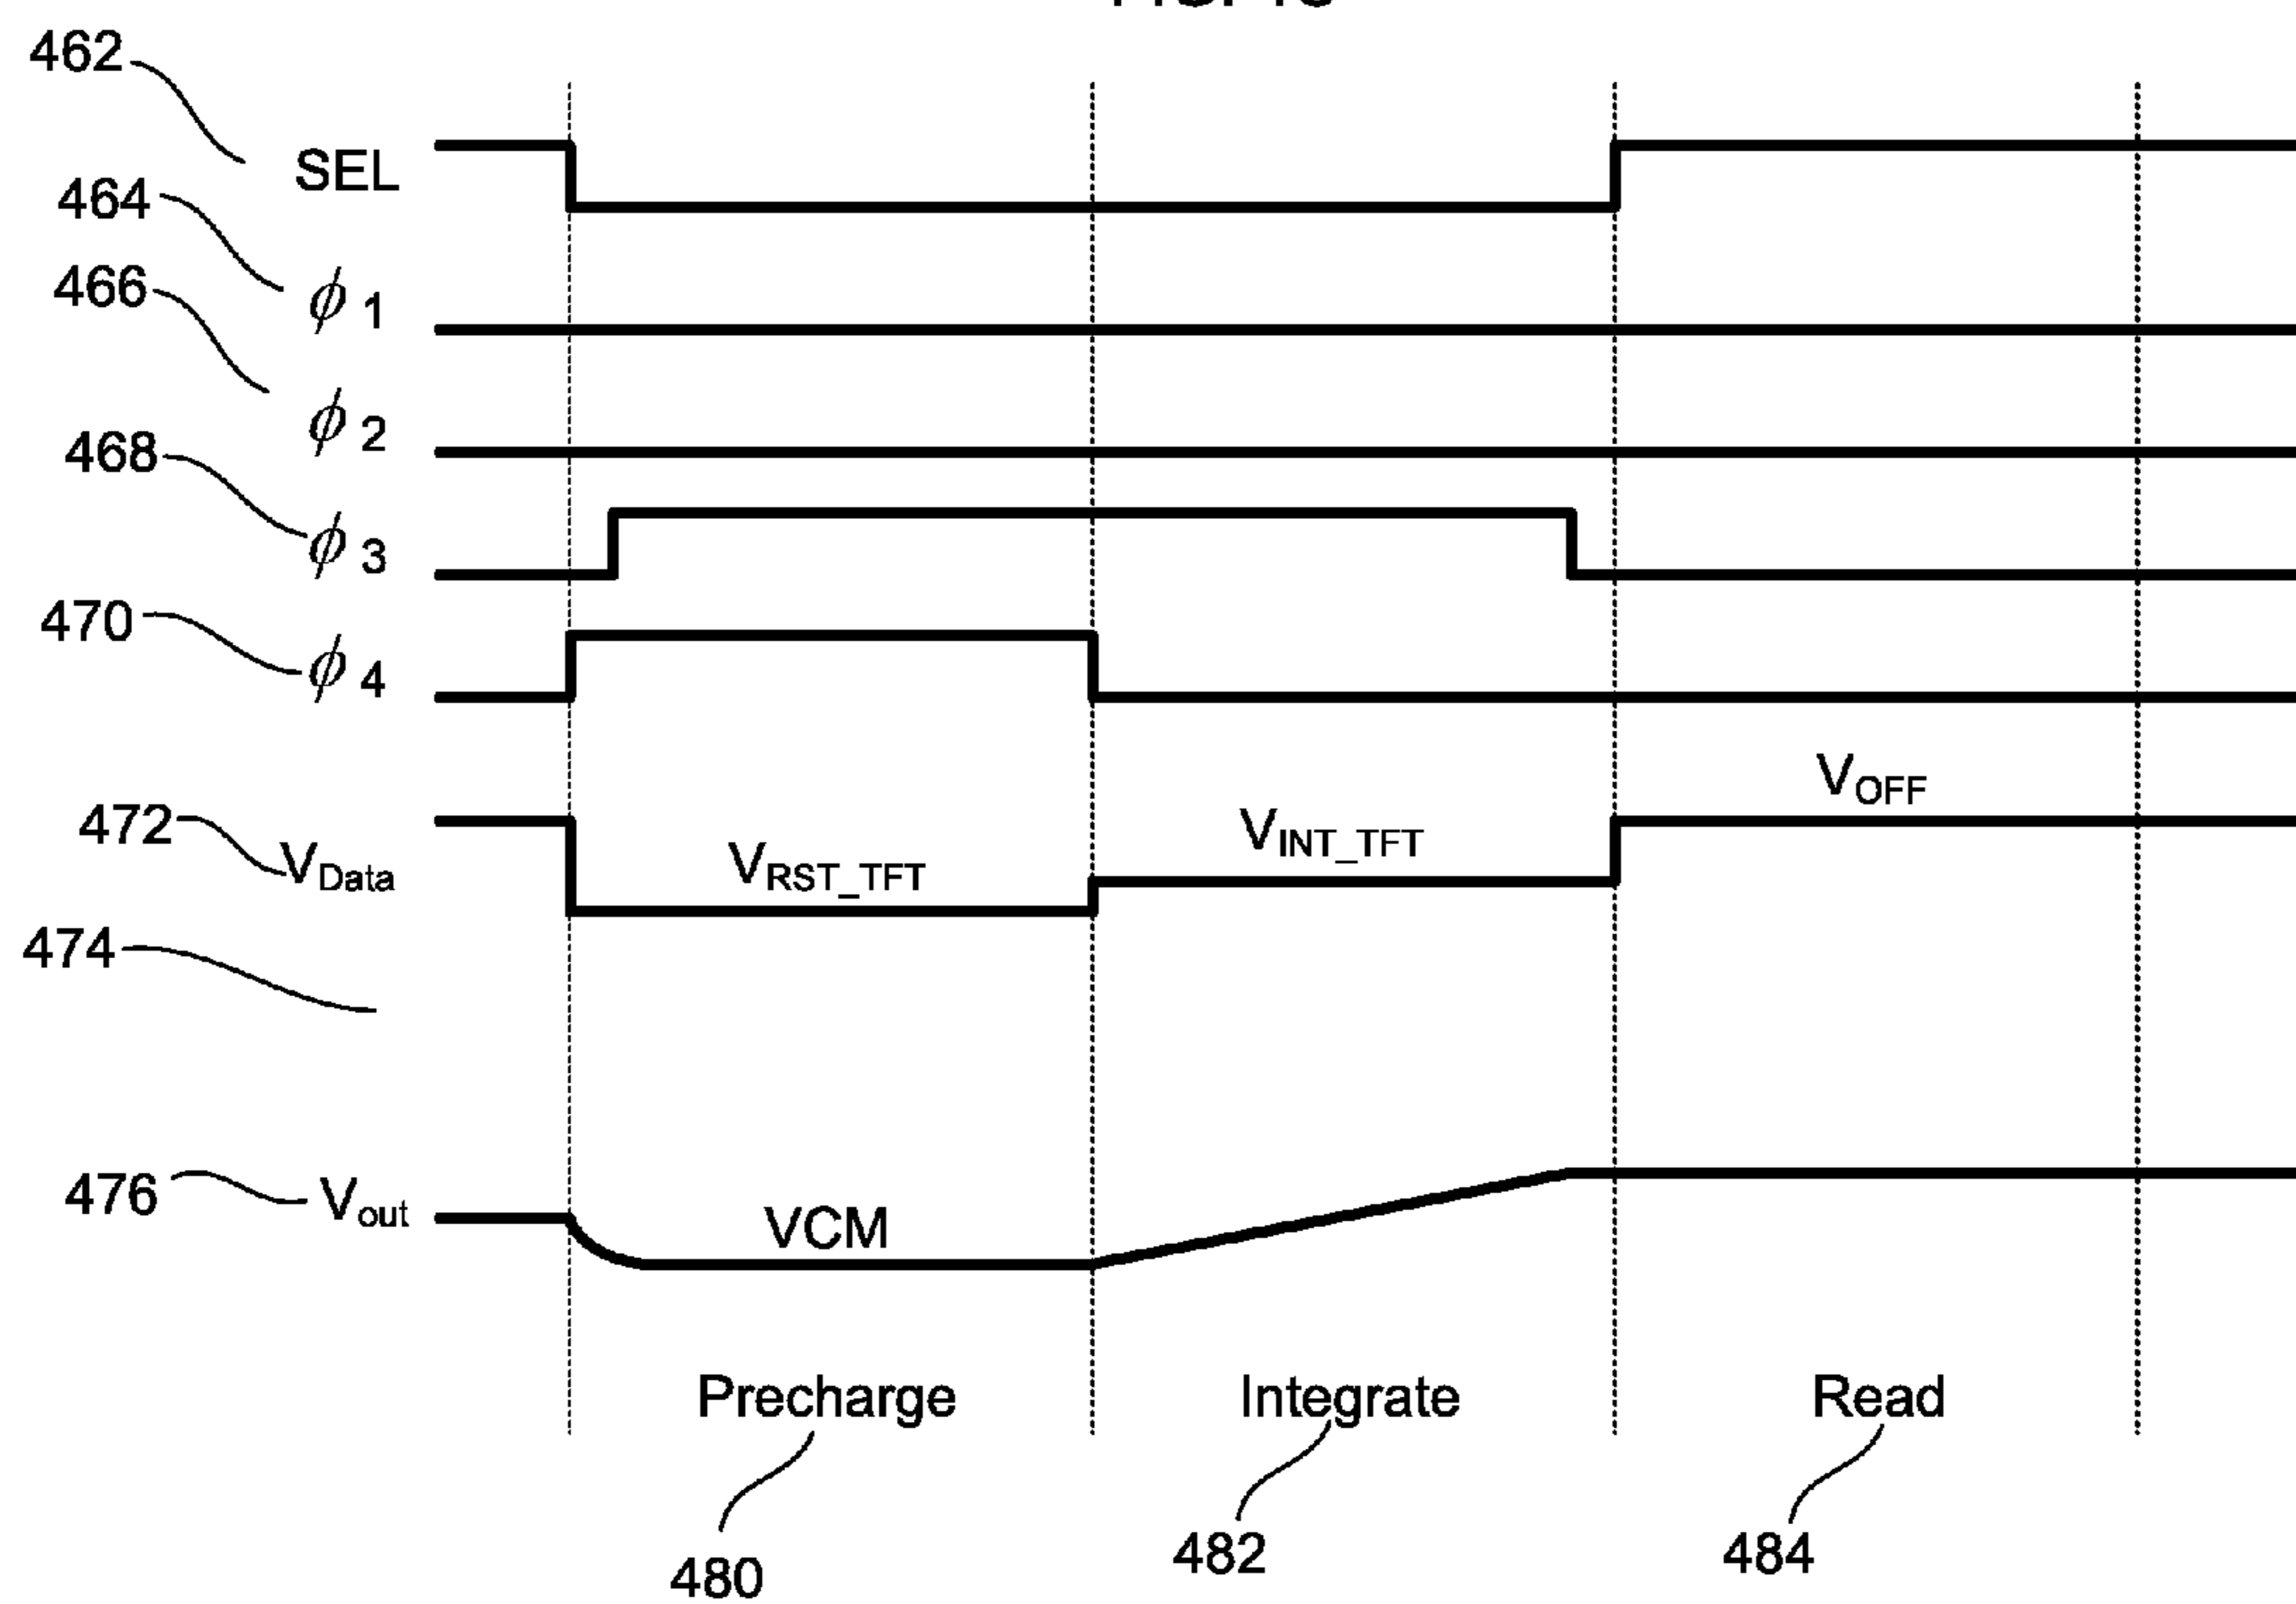 462
SEL
464
466
ϕ 1
ϕ 2
468
ϕ 3
470
ϕ 4
472
VData
VRST_TFT
VINT_TFT
VOFF
474
476
Vout
VCM
Precharge
Integrate
Read
480
482
484